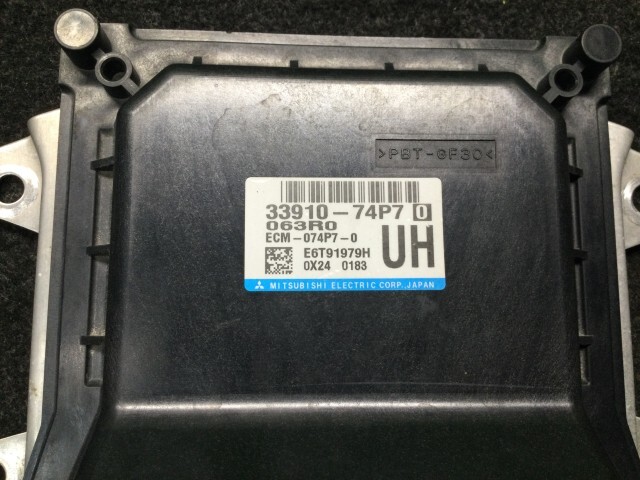 >PBT-GF30<
33910-74P7 0
063R0
ECM-074P7-0
E6T91979H
UH
0X24 0183
MITSUBISHI ELECTRIC CORP.,JAPAN